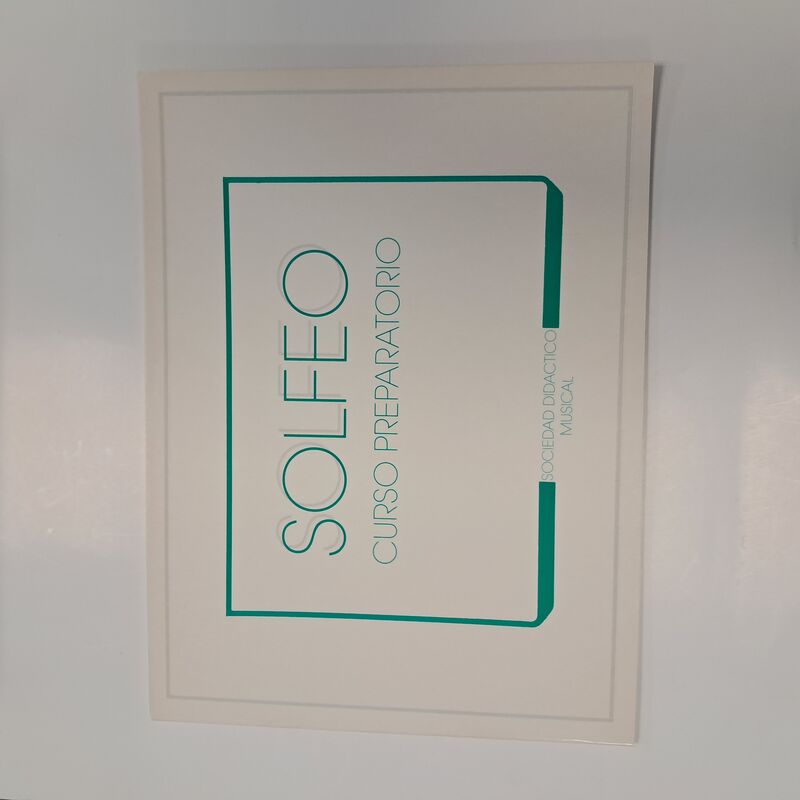 SOLFEO
CURSO PREPARATORIO
SOCIEDAD DIDACTICO
MUSICAL